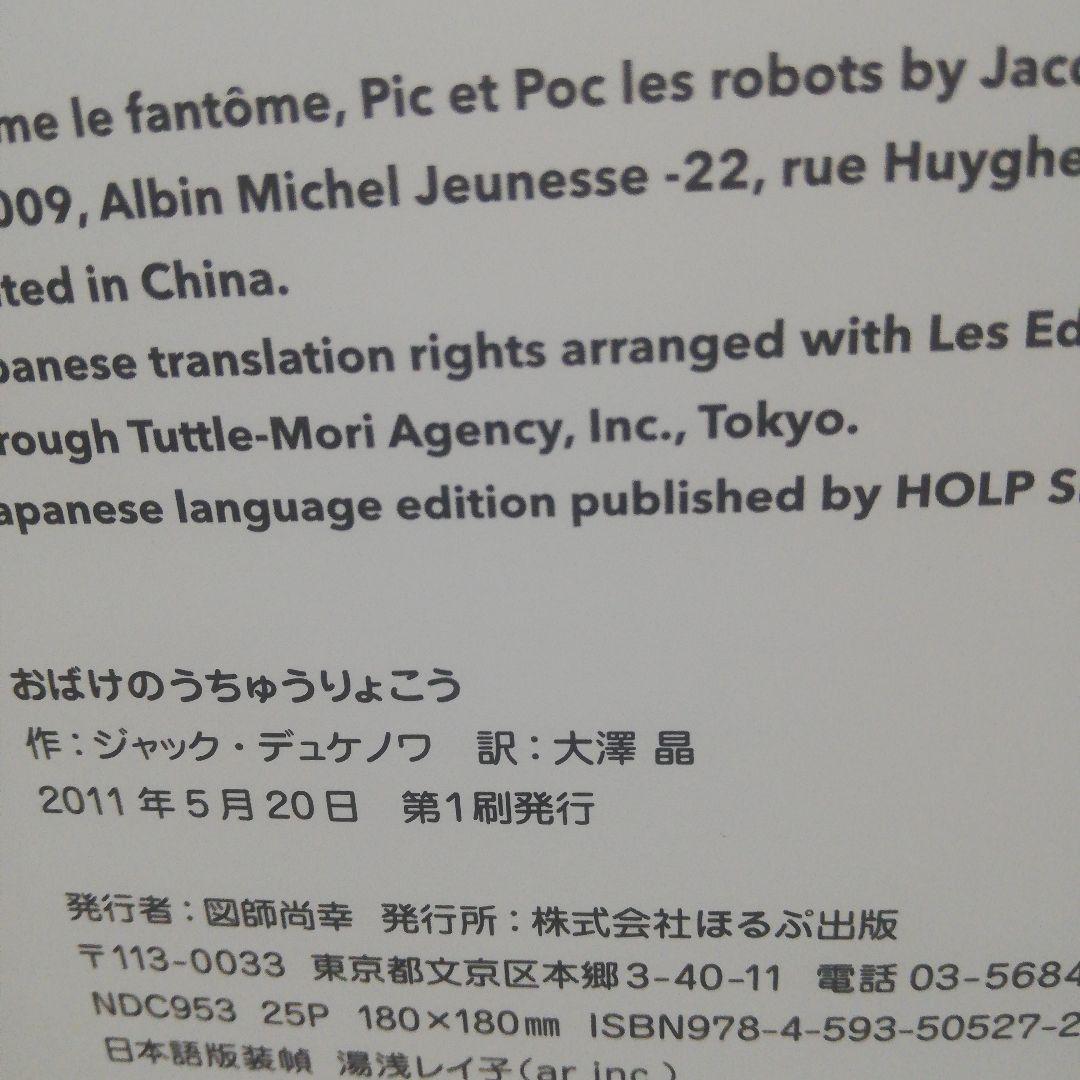 me le fantôme, Pic et Poc les robots by Jacq
009, Albin Michel Jeunesse -22, rue Huyghe
ted in China.
panese translation rights arranged with Les Ed
rough Tuttle-Mori Agency, Inc., Tokyo.
apanese language edition published by HOLP S
おばけのうちゅうりょこう
作：ジャック・デュケノワ　訳：大澤 晶
2011年5月20日　第1刷発行
発行者：図師尚幸　発行所：株式会社ほるぷ出版
〒113-0033　東京都文京区本郷3-40-11　電話 03-5684
NDC953　25P　180×180㎜　ISBN978-4-593-50527-2
日本語版装幀　湯浅レイ子(ar inc.)